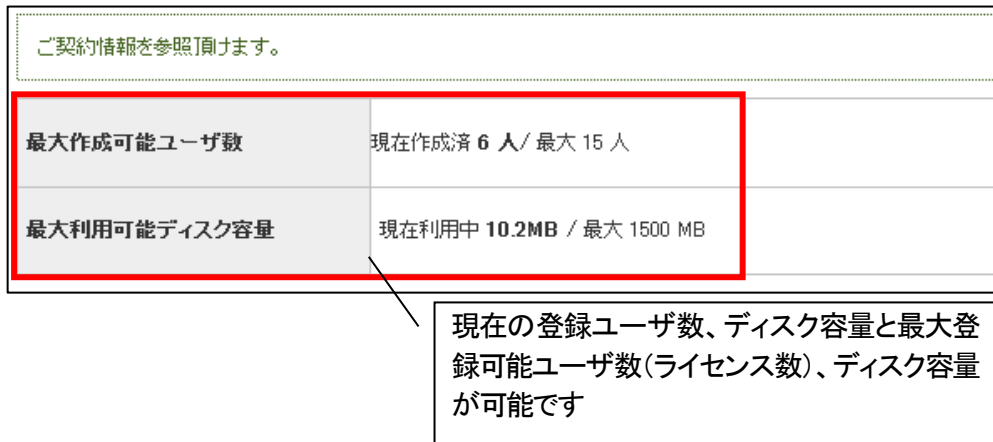 ご契約情報を参照頂けます。
最大作成可能ユーザ数 現在作成済 6 人/ 最大 15 人
最大利用可能ディスク容量 現在利用中 10.2MB / 最大 1500 MB
現在の登録ユーザ数、ディスク容量と最大登
録可能ユーザ数(ライセンス数)、ディスク容量
が可能です